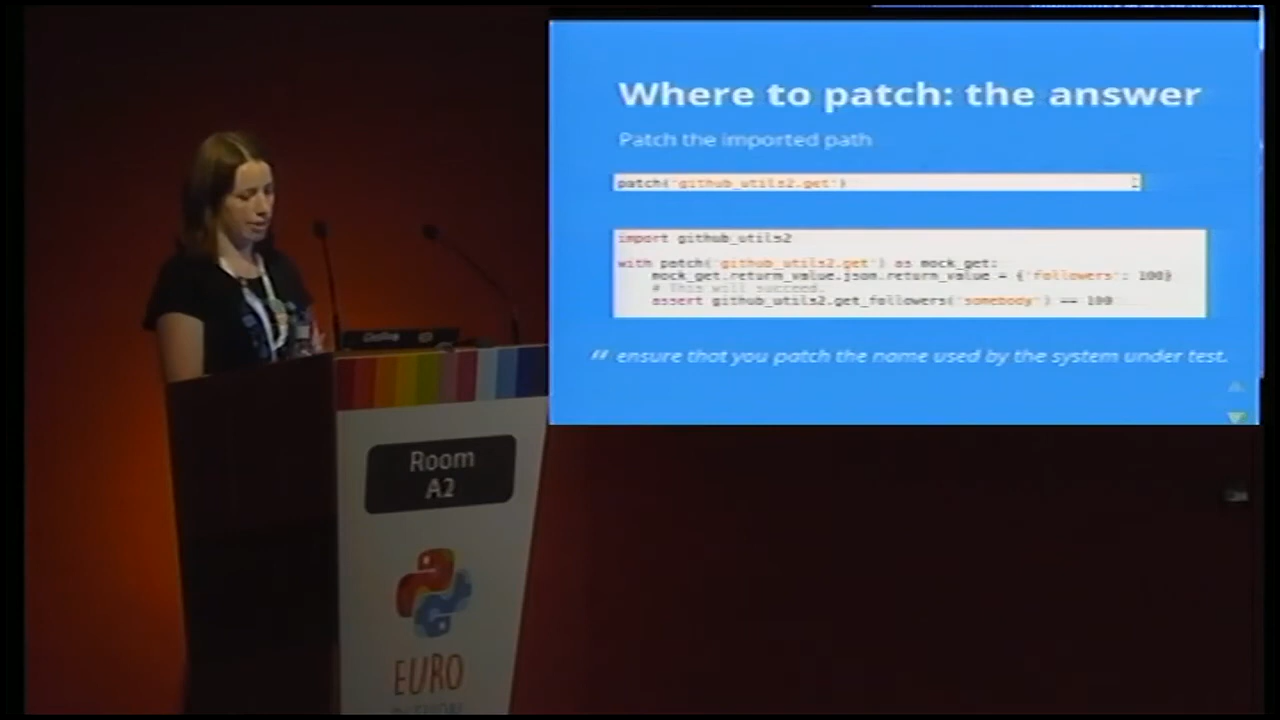 Where to patch: the answer
Patch the imported path
patch('github_utils2.get')
import github_utils2
with patch('github_utils2.get') as mock_get:
mock_get.return_value.json.return_value = {'followers': 100}
# This will succeed.
assert github_utils2.get_followers('somebody') == 100
" ensure that you patch the name used by the system under test.
Room
A2
EURO